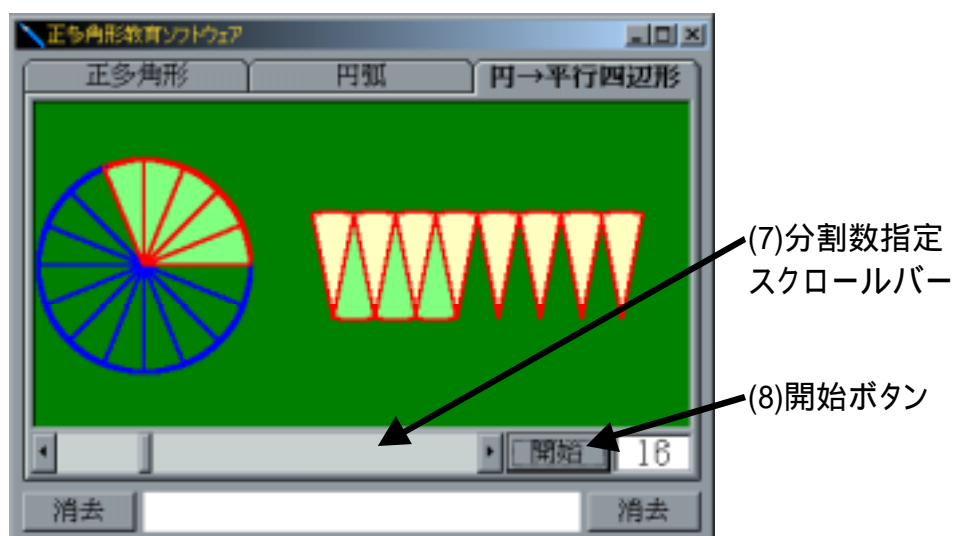 正多角形教育ソフトウェア
正多角形
円弧
円→平行四辺形
(7)分割数指定
スクロールバー
(8)開始ボタン
開始
16
消去
消去